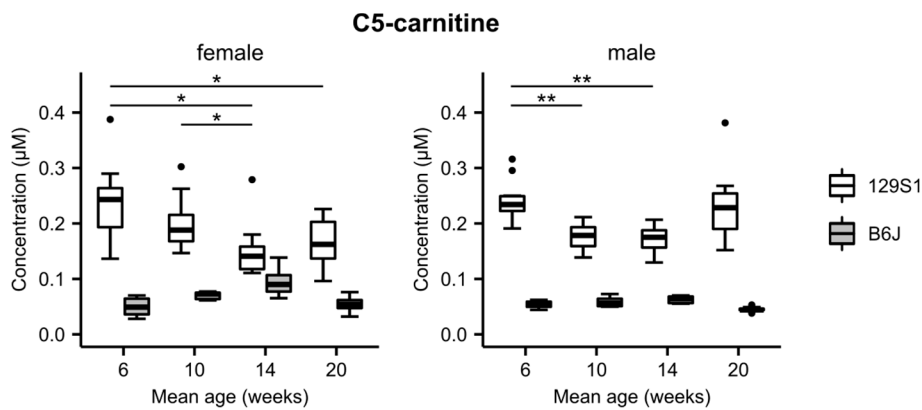 C5-carnitine
female
*
*
*
Concentration (µM)
0.4
0.3
0.2
0.1
0.0
6 10 14 20
Mean age (weeks)
male
**
**
Concentration (µM)
0.4
0.3
0.2
0.1
0.0
6 10 14 20
Mean age (weeks)
129S1
B6J